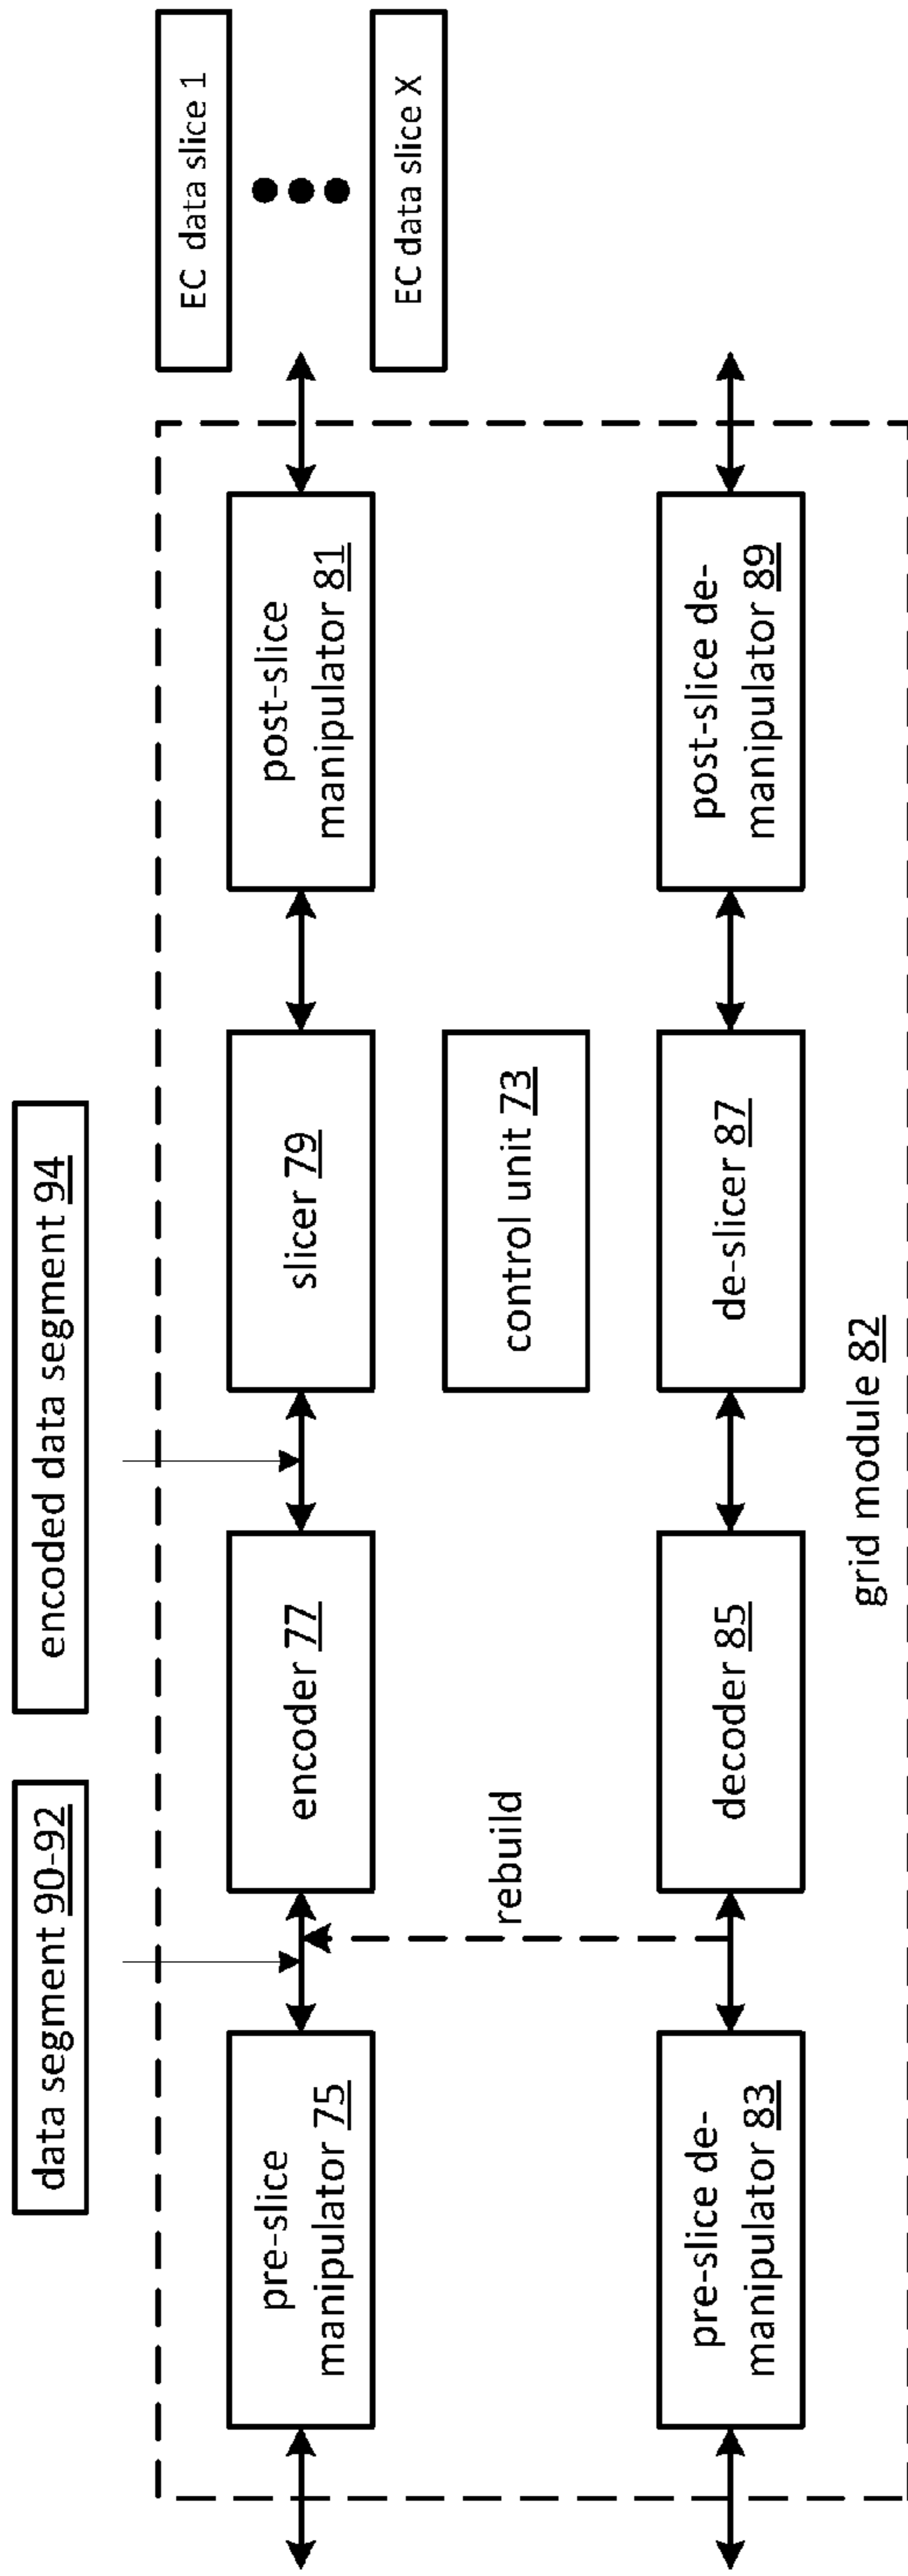 data segment 90-92
encoded data segment 94
pre-slice
manipulator 75
encoder 77
slicer 79
post-slice
manipulator 81
EC data slice 1
EC data slice X
rebuild
control unit 73
pre-slice de-
manipulator 83
decoder 85
de-slicer 87
post-slice de-
manipulator 89
grid module 82